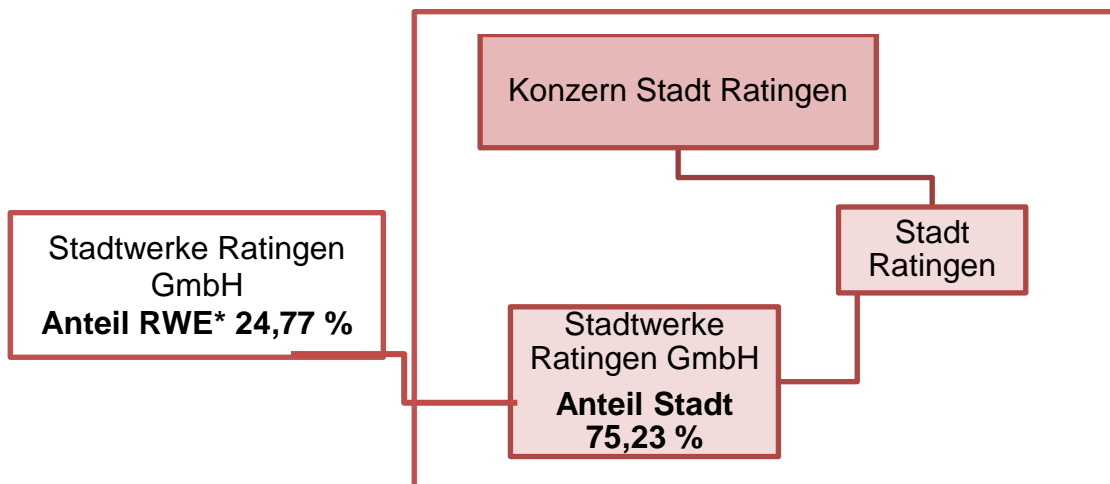 Konzern Stadt Ratingen
Stadt
Ratingen
Stadtwerke Ratingen
GmbH
Anteil RWE* 24,77 %
Stadtwerke
Ratingen GmbH
Anteil Stadt
75,23 %